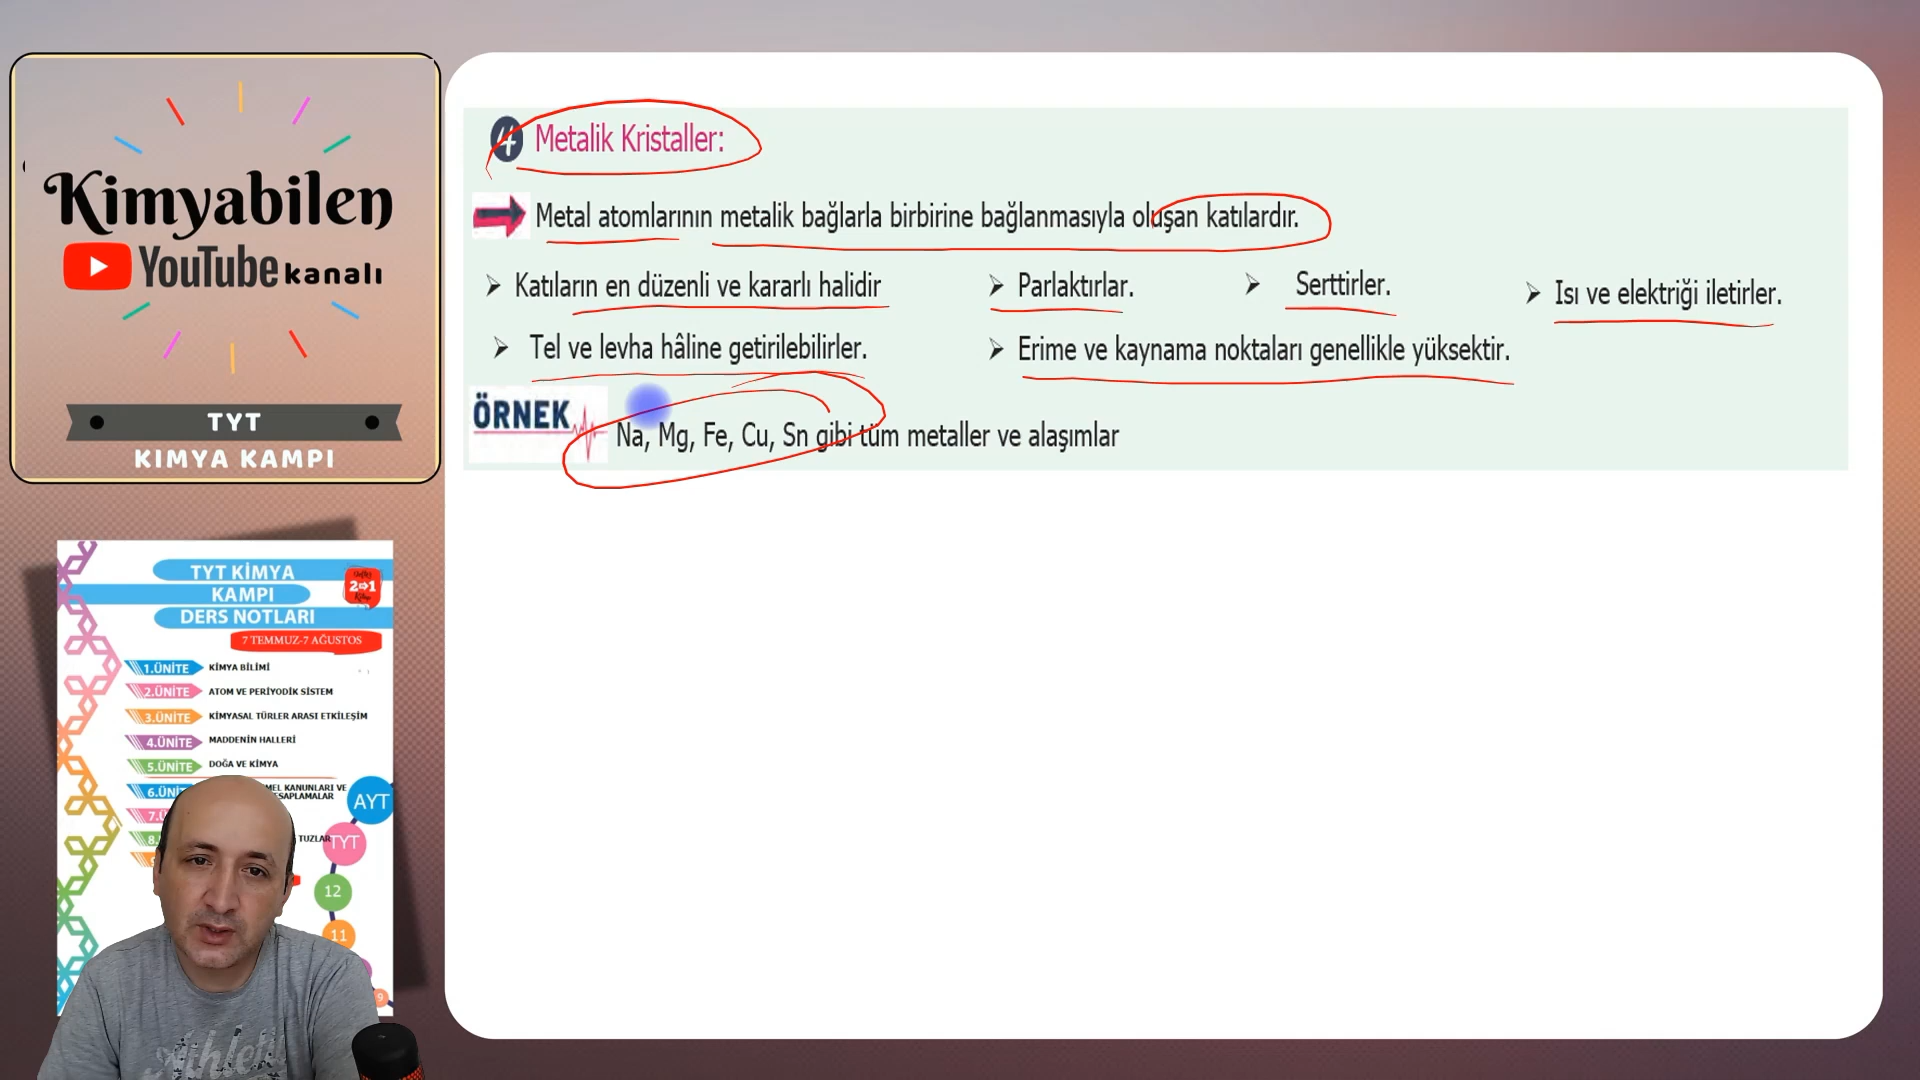 Kimyabilen
YouTube kanalı
TYT
KIMYA KAMPI
4 Metalik Kristaller:
Metal atomlarının metalik bağlarla birbirine bağlanmasıyla oluşan katılardır.
Katıların en düzenli ve kararlı halidir
Parlaktırlar.
Serttirler.
Isı ve elektriği iletirler.
Tel ve levha hâline getirilebilirler.
Erime ve kaynama noktaları genellikle yüksektir.
ÖRNEK
Na, Mg, Fe, Cu, Sn gibi tüm metaller ve alaşımlar
TYT KİMYA
KAMPI
DERS NOTLARI
2⇨1
7 TEMMUZ-7 AĞUSTOS
1.ÜNİTE KİMYA BİLİMİ
2.ÜNİTE ATOM VE PERİYODİK SİSTEM
3.ÜNİTE KİMYASAL TÜRLER ARASI ETKİLEŞİM
4.ÜNİTE MADDENİN HALLERİ
5.ÜNİTE DOĞA VE KİMYA
KANUNLARI VE
AYT
TUZLAR
TYT
12
11
9